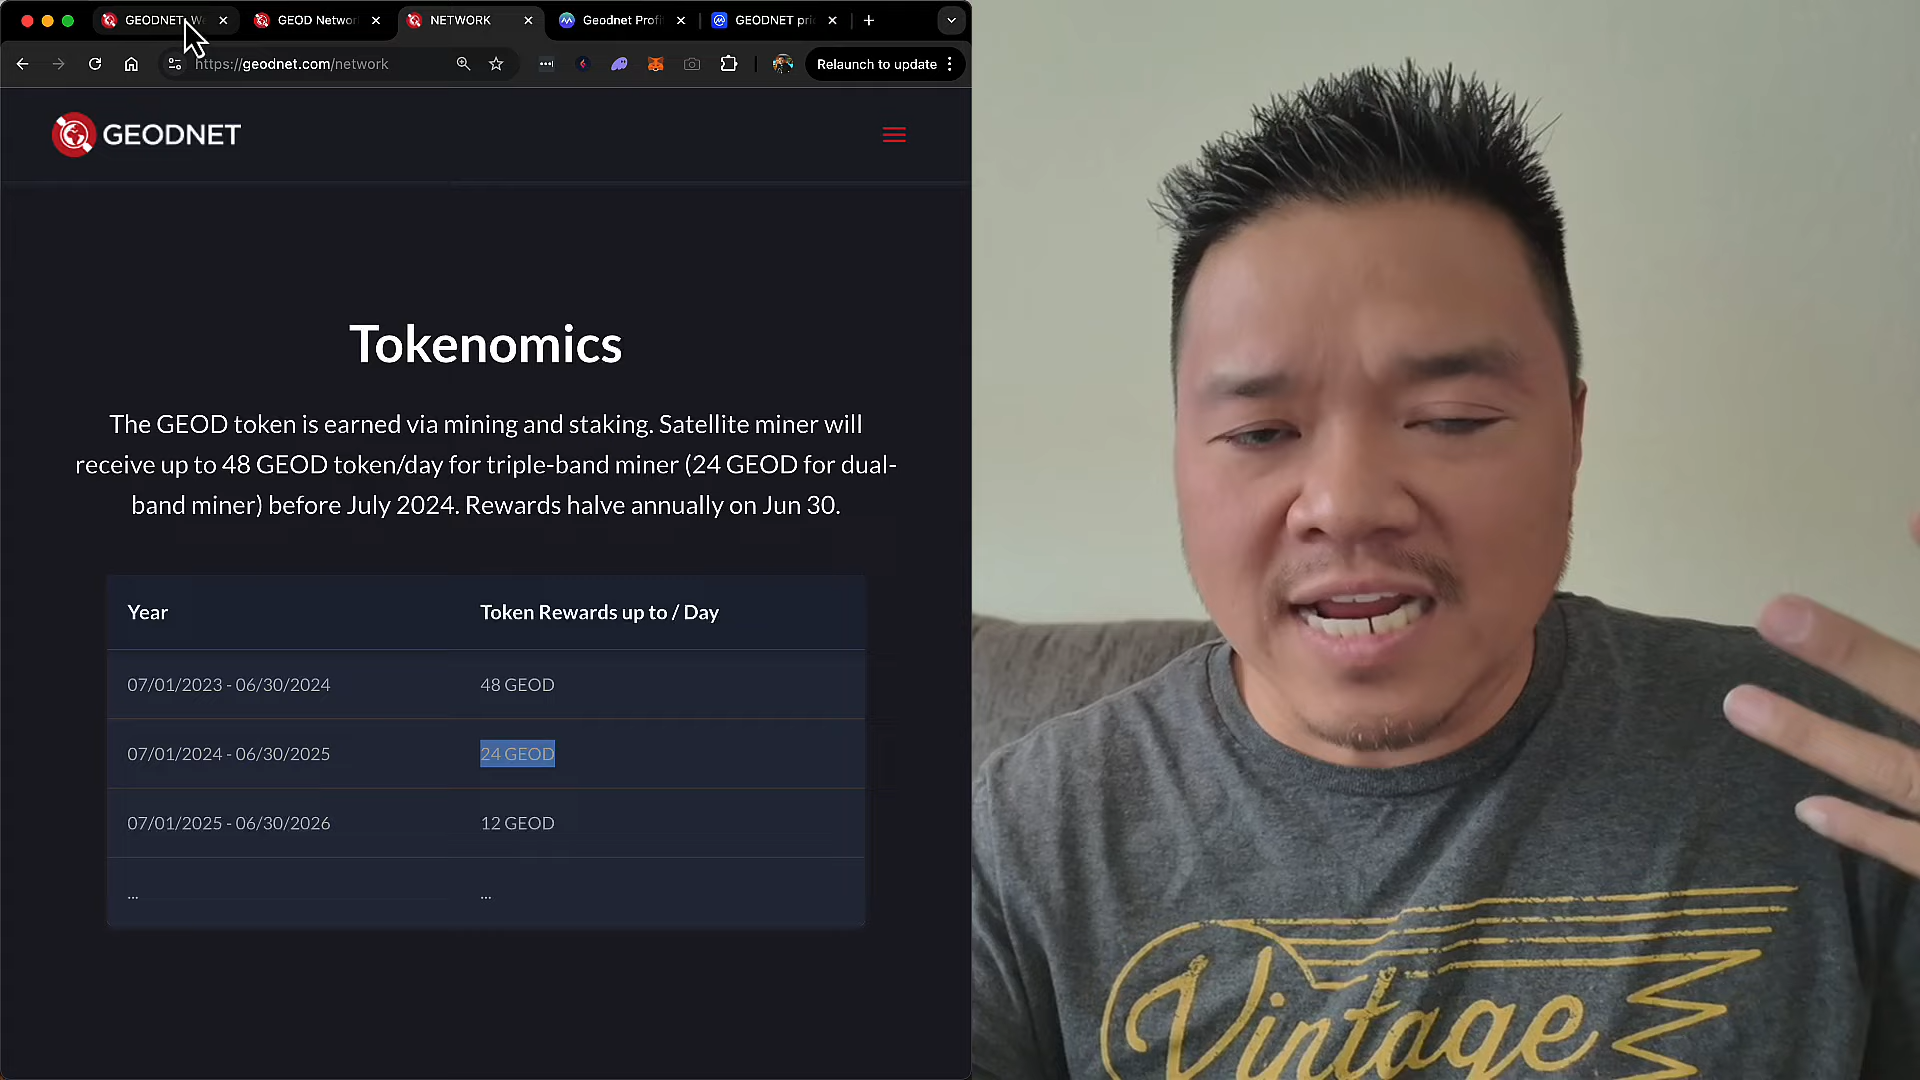 GEODNET: W
GEOD Networ
NETWORK
Geodnet Profi
GEODNET pri
https://geodnet.com/network
Relaunch to update
GEODNET
Tokenomics
The GEOD token is earned via mining and staking. Satellite miner will
receive up to 48 GEOD token/day for triple-band miner (24 GEOD for dual-
band miner) before July 2024. Rewards halve annually on Jun 30.
Year
Token Rewards up to / Day
07/01/2023 - 06/30/2024
48 GEOD
07/01/2024 - 06/30/2025
24 GEOD
07/01/2025 - 06/30/2026
12 GEOD
...
...
Vintage